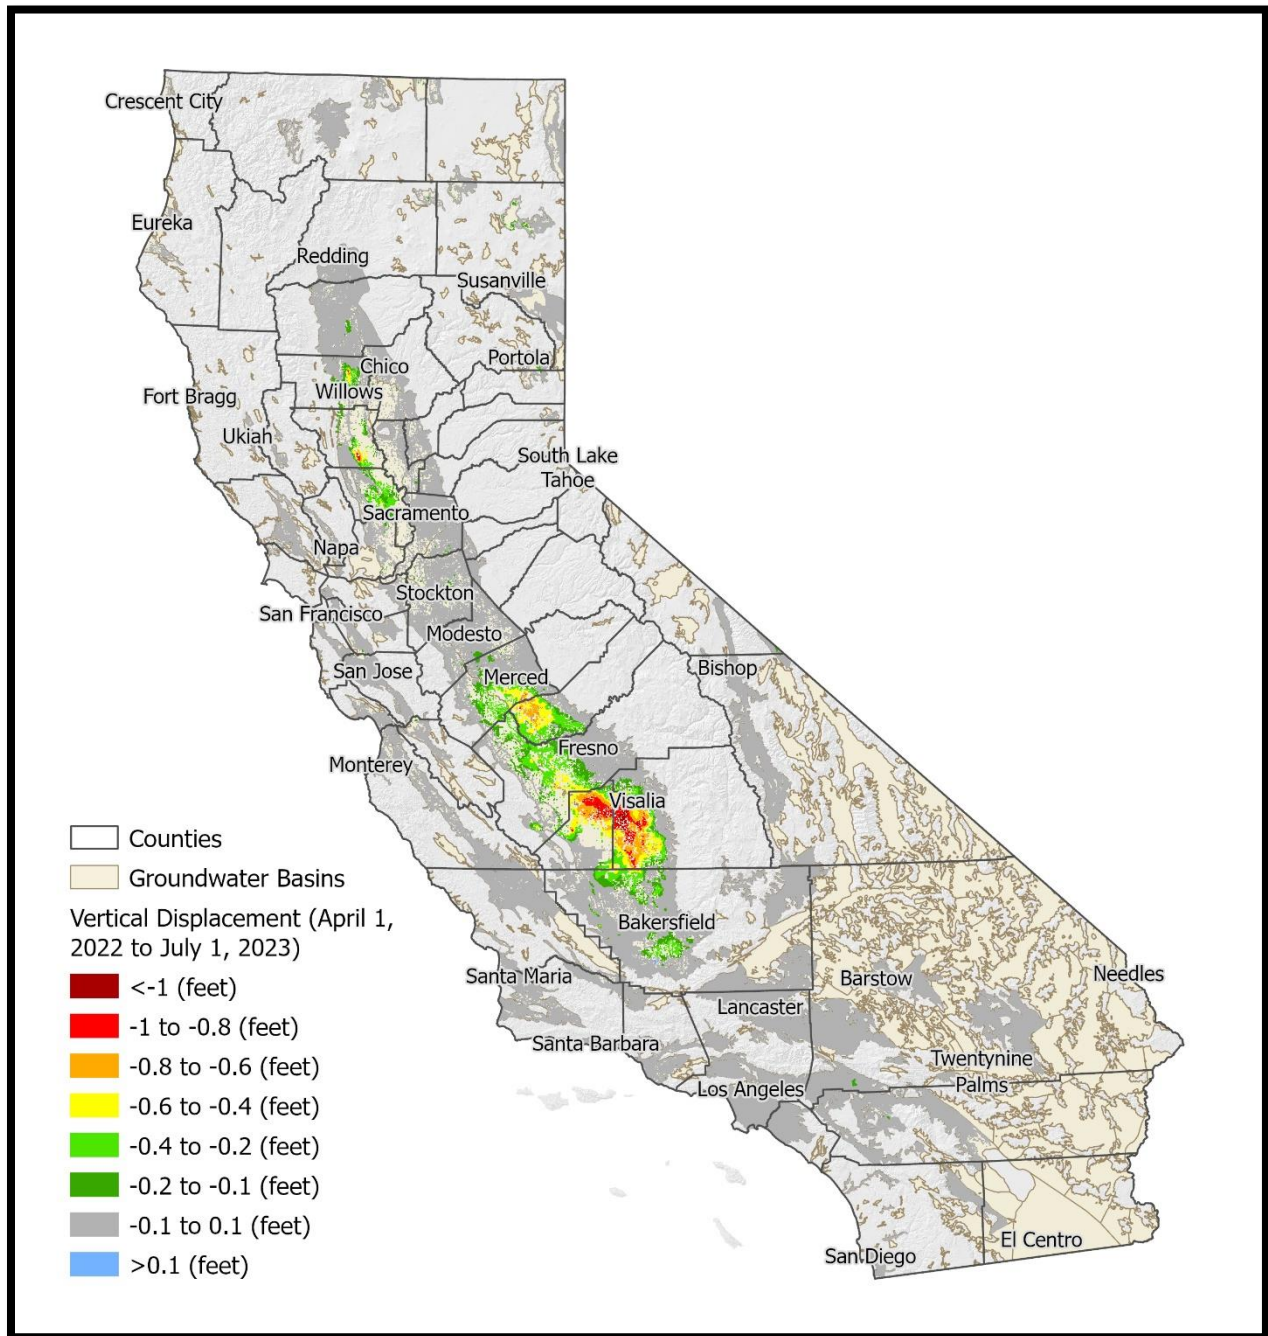 Crescent City
Eureka
Redding
Susanville
Chico
Portola
Willows
Fort Bragg
Ukiah
South Lake
Tahoe
Sacramento
Napa
Stockton
San Francisco
Modesto
San Jose
Merced
Bishop
Fresno
Monterey
Visalia
Bakersfield
Santa Maria
Barstow
Needles
Lancaster
Santa Barbara
Twentynine
Palms
Los Angeles
El Centro
San Diego
Counties
Groundwater Basins
Vertical Displacement (April 1,
2022 to July 1, 2023)
<-1 (feet)
-1 to -0.8 (feet)
-0.8 to -0.6 (feet)
-0.6 to -0.4 (feet)
-0.4 to -0.2 (feet)
-0.2 to -0.1 (feet)
-0.1 to 0.1 (feet)
>0.1 (feet)